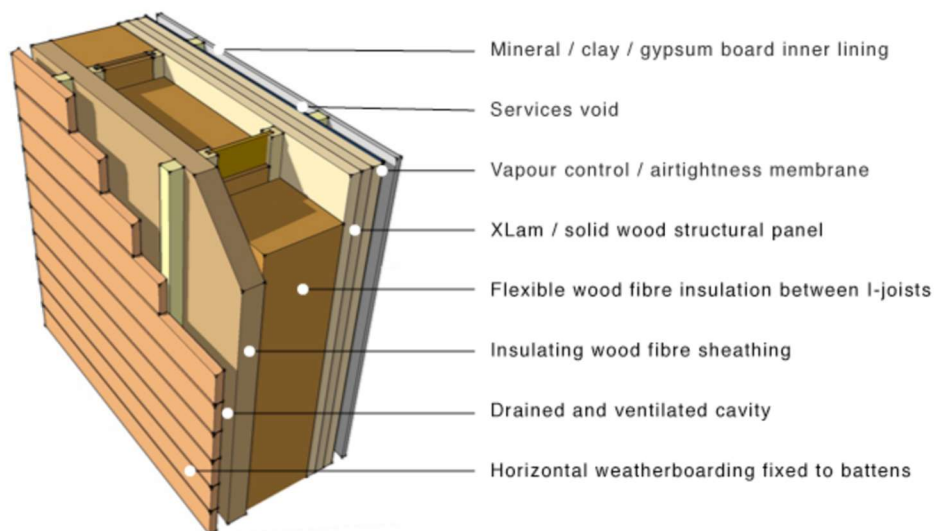 Mineral / clay / gypsum board inner lining
Services void
Vapour control / airtightness membrane
XLam / solid wood structural panel
Flexible wood fibre insulation between I-joists
Insulating wood fibre sheathing
Drained and ventilated cavity
Horizontal weatherboarding fixed to battens